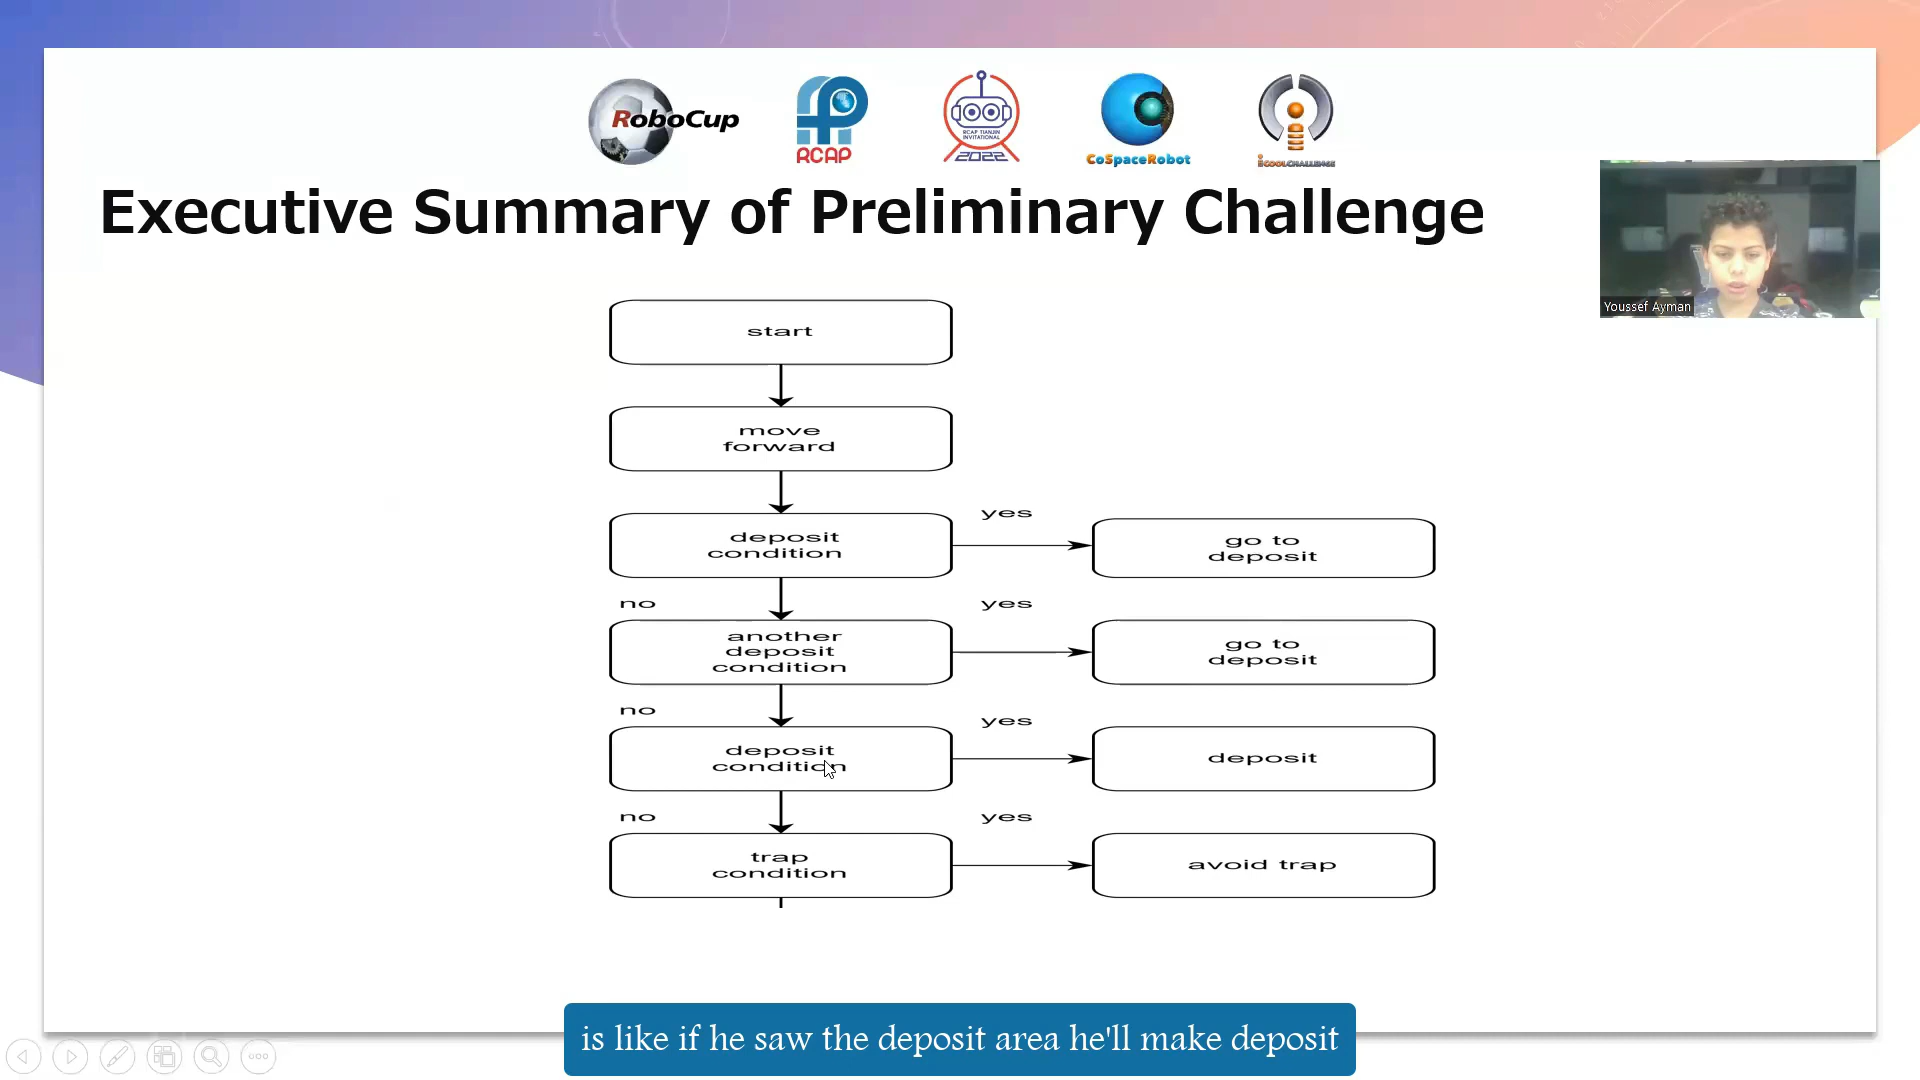 RoboCup
RCAP
RCAP TIANJIN
INVITATIONAL
2022
CoSpaceRobot
iCOOLCHALLENGE
Executive Summary of Preliminary Challenge
Youssef Ayman
start
move
forward
deposit
condition
yes
go to
deposit
no
another
deposit
condition
yes
go to
deposit
no
deposit
condition
yes
deposit
no
trap
condition
yes
avoid trap
is like if he saw the deposit area he'll make deposit